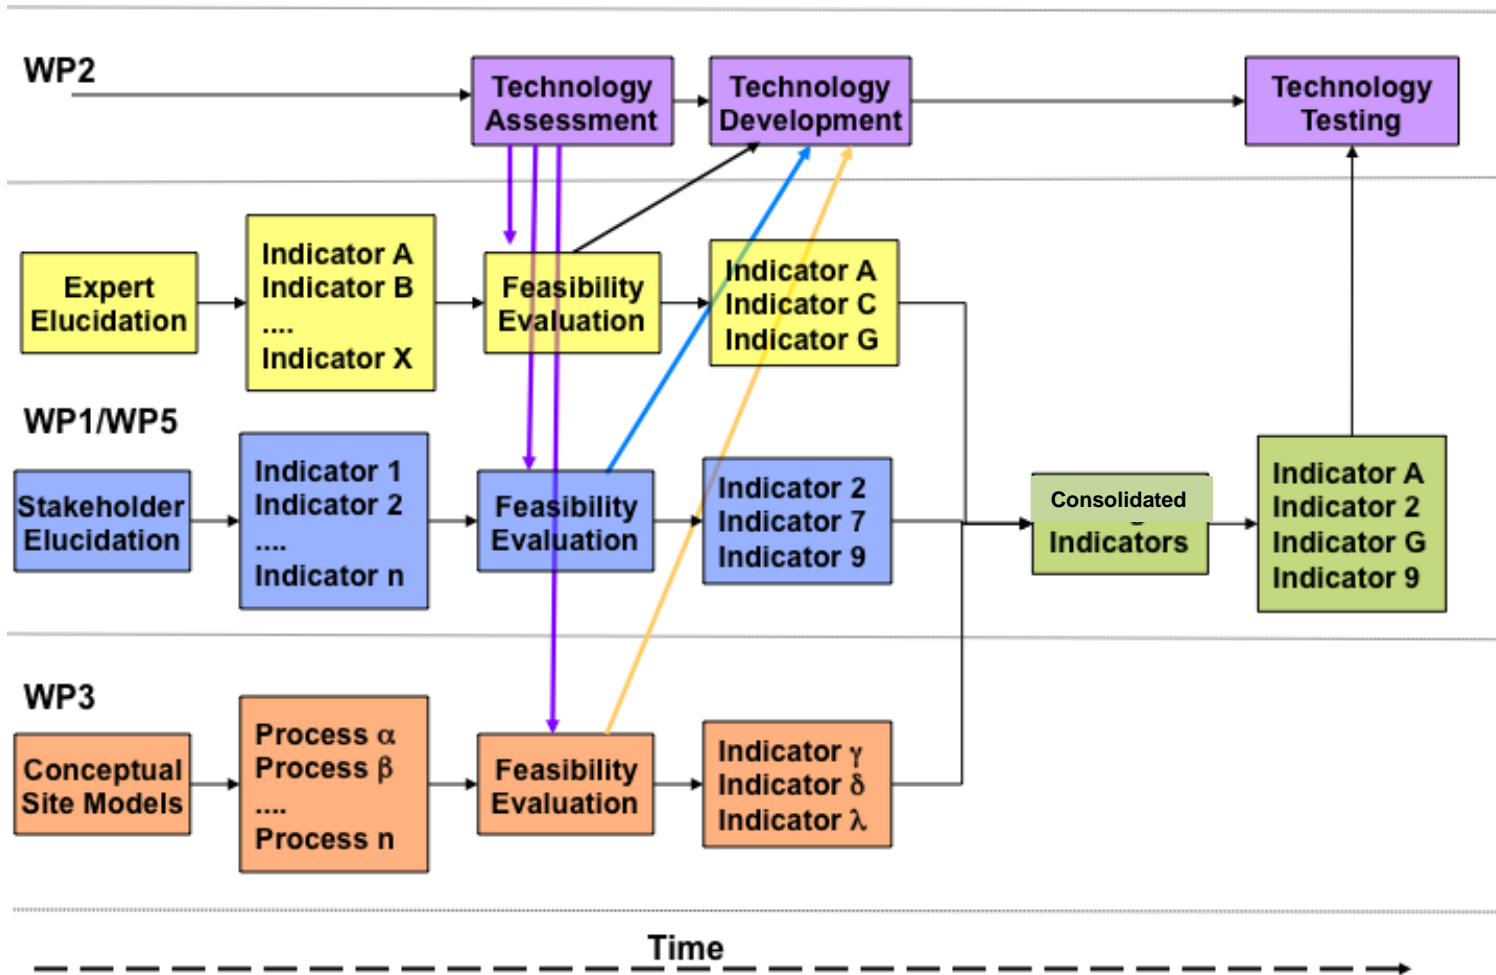 WP2
Technology
Assessment
Technology
Development
Technology
Testing
Expert
Elucidation
Indicator A
Indicator B
....
Indicator X
Feasibility
Evaluation
Indicator A
Indicator C
Indicator G
WP1/WP5
Stakeholder
Elucidation
Indicator 1
Indicator 2
....
Indicator n
Feasibility
Evaluation
Indicator 2
Indicator 7
Indicator 9
Consolidated
Indicators
Indicator A
Indicator 2
Indicator G
Indicator 9
WP3
Conceptual
Site Models
Process α
Process β
....
Process n
Feasibility
Evaluation
Indicator γ
Indicator δ
Indicator λ
Time